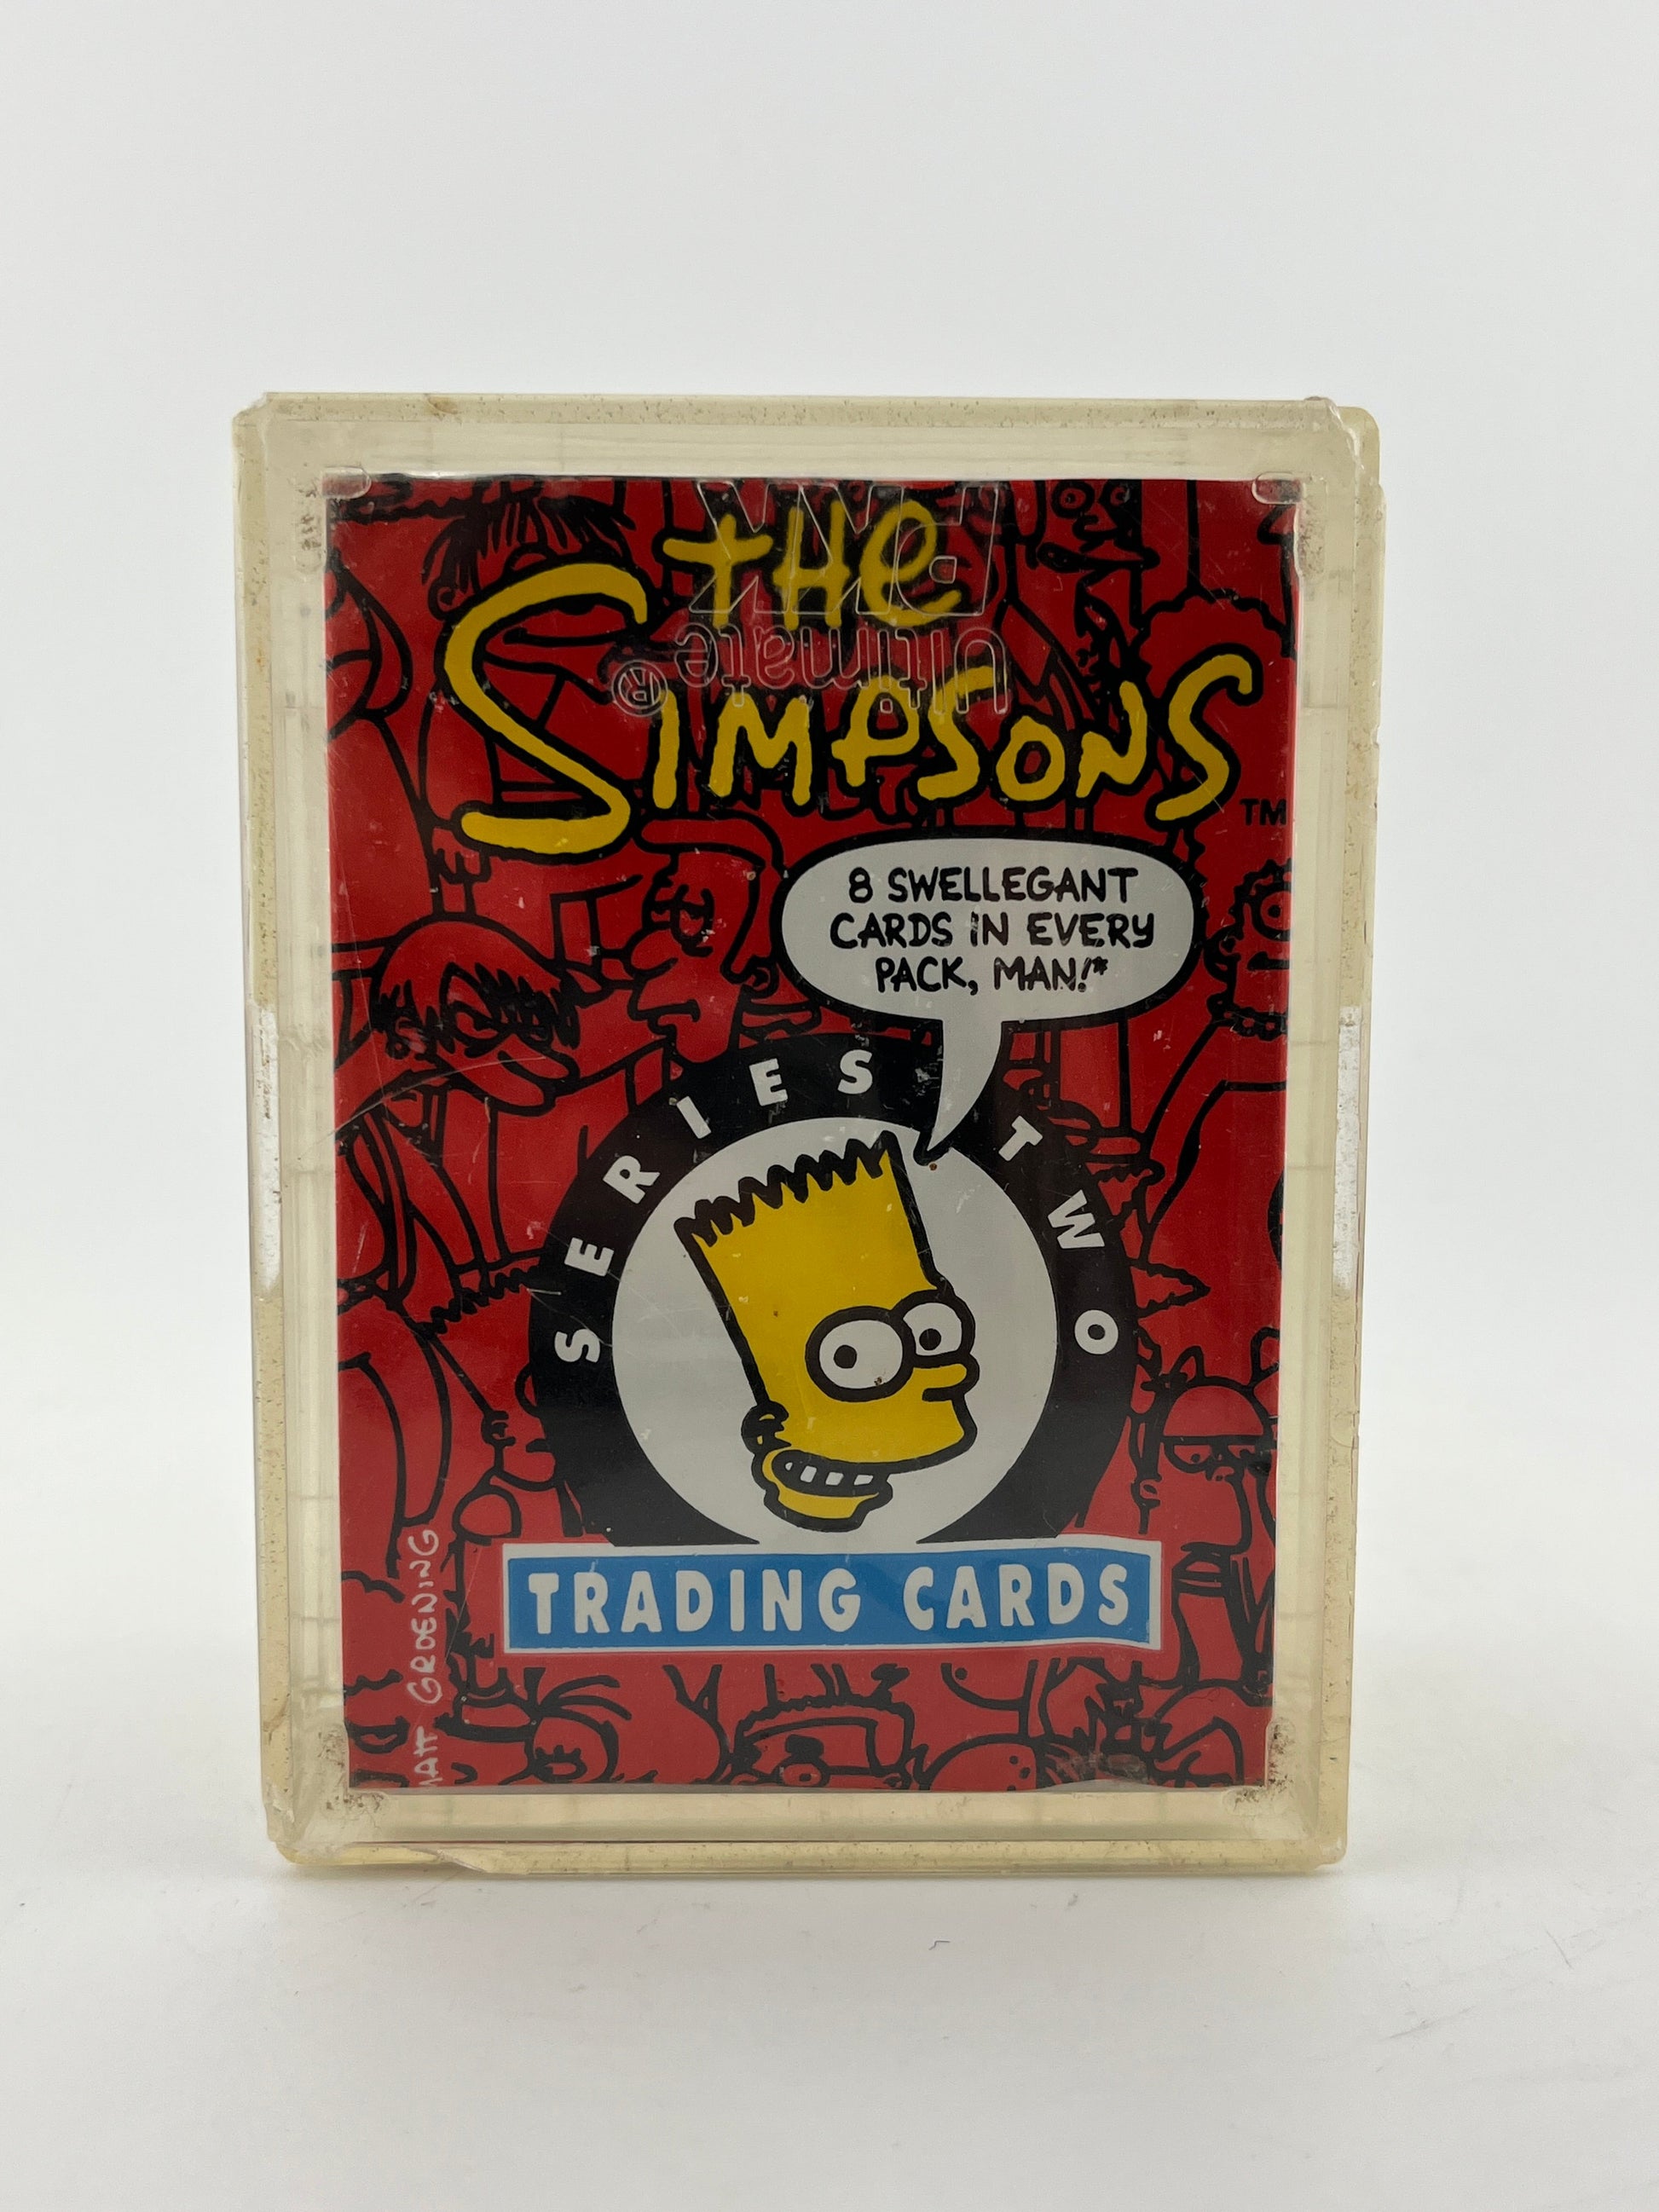 THE
SIMPSONS
TM
Ultimate®
8 SWELLEGANT
CARDS IN EVERY
PACK, MAN!*
SERIES TWO
TRADING CARDS
MATT GROENING